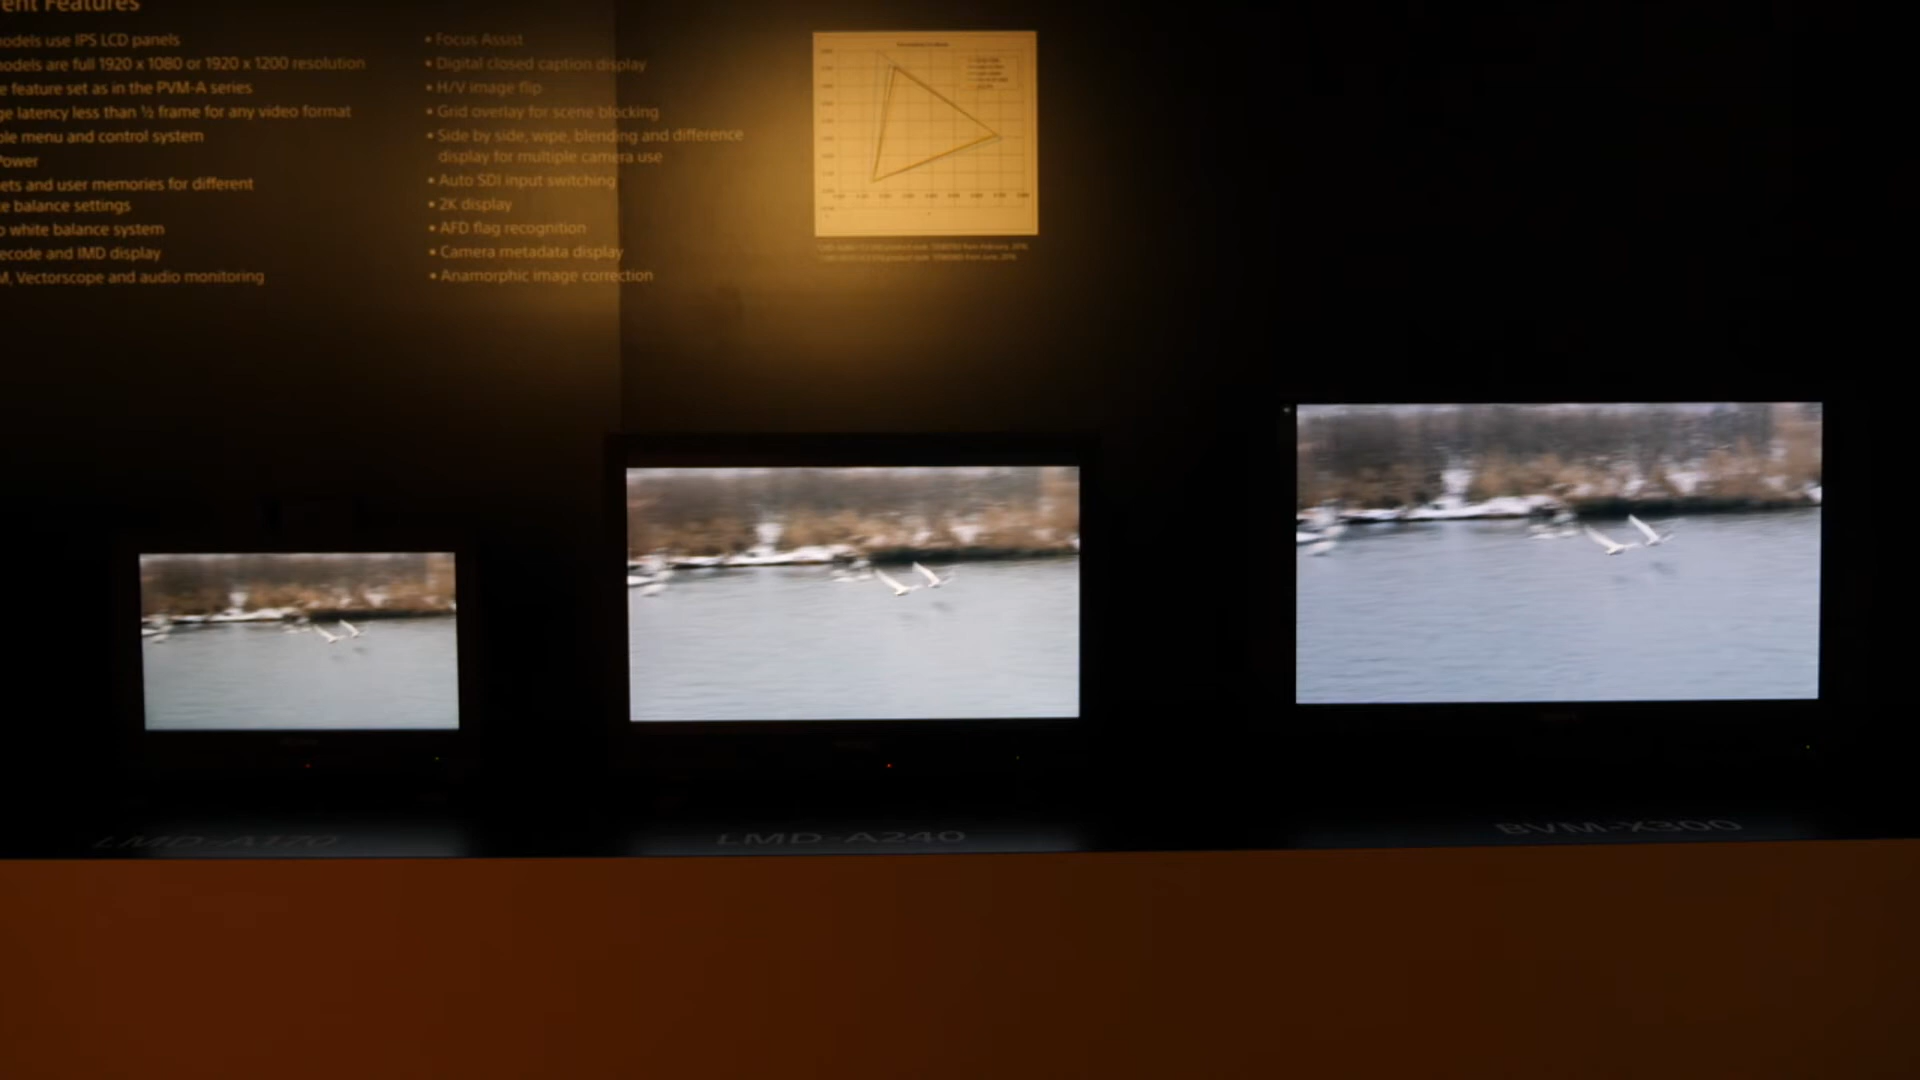 ent Features
odels use IPS LCD panels
odels are full 1920 x 1080 or 1920 x 1200 resolution
e feature set as in the PVM-A series
ge latency less than ½ frame for any video format
ple menu and control system
Power
ets and user memories for different
e balance settings
o white balance system
ecode and IMD display
M, Vectorscope and audio monitoring
• Focus Assist
• Digital closed caption display
• H/V image flip
• Grid overlay for scene blocking
• Side by side, wipe, blending and difference
display for multiple camera use
• Auto SDI input switching
• 2K display
• AFD flag recognition
• Camera metadata display
• Anamorphic image correction
LMD-A170
LMD-A240
BVM-X300